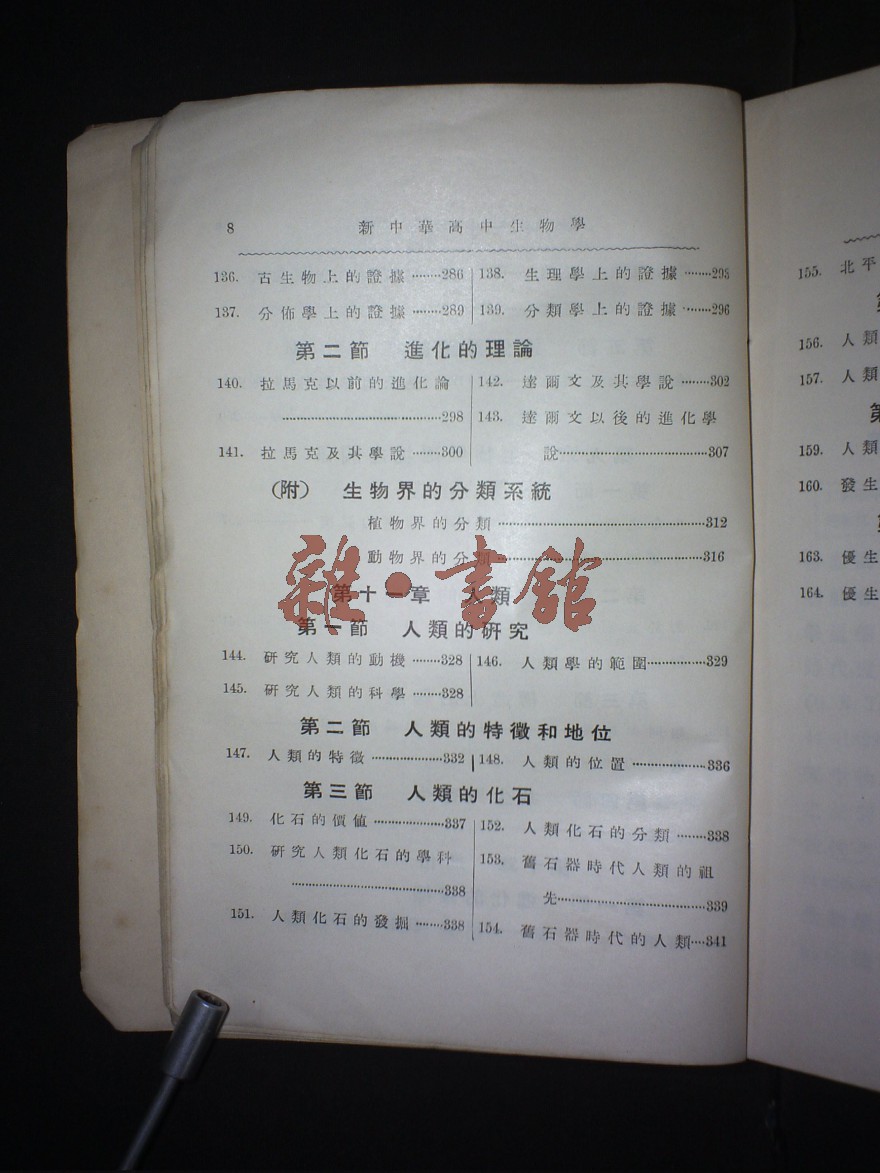 8 新中華高中生物學
136. 古生物上的證據········286
137. 分佈學上的證據········289
138. 生理學上的證據········293
139. 分類學上的證據········296
第二節 進化的理論
140. 拉馬克以前的進化論
········298
141. 拉馬克及其學說········300
142. 達爾文及其學說········302
143. 達爾文以後的進化學
說········307
(附) 生物界的分類系統
植物界的分類········312
動物界的分類········316
第十一章 人類
第一節 人類的研究
144. 研究人類的動機········328
145. 研究人類的科學········328
146. 人類學的範圍········329
第二節 人類的特徵和地位
147. 人類的特徵········332
148. 人類的位置········336
第三節 人類的化石
149. 化石的價值········337
150. 研究人類化石的學科
········338
151. 人類化石的發掘········338
152. 人類化石的分類········338
153. 舊石器時代人類的祖
先········339
154. 舊石器時代的人類···341
雜·書館
155. 北平
156. 人類
157. 人類
159. 人類
160. 發生
163. 優生
164. 優生